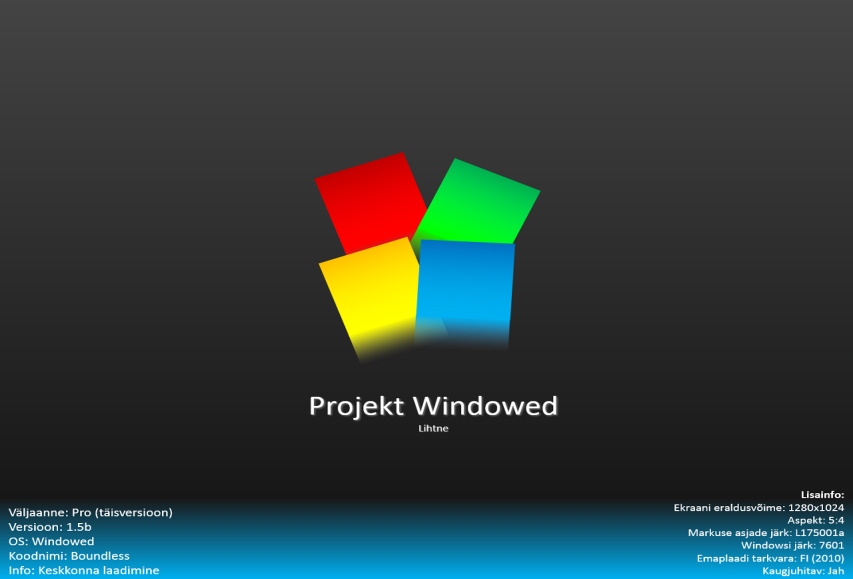 Projekt Windowed
Lihtne
Väljaanne: Pro (täisversioon)
Versioon: 1.5b
OS: Windowed
Koodnimi: Boundless
Info: Keskkonna laadimine
Lisainfo:
Ekraani eraldusvõime: 1280x1024
Aspekt: 5:4
Markuse asjade järk: L175001a
Windowsi järk: 7601
Emaplaadi tarkvara: FI (2010)
Kaugjuhitav: Jah